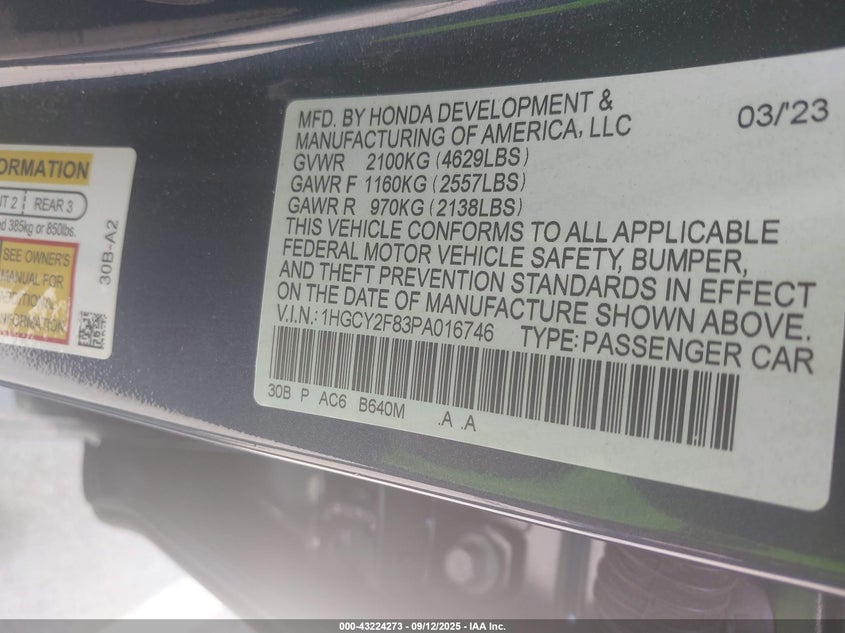 MFD. BY HONDA DEVELOPMENT &
MANUFACTURING OF AMERICA, LLC
03/'23
GVWR 2100KG (4629LBS)
GAWR F 1160KG (2557LBS)
GAWR R 970KG (2138LBS)
THIS VEHICLE CONFORMS TO ALL APPLICABLE
FEDERAL MOTOR VEHICLE SAFETY, BUMPER,
AND THEFT PREVENTION STANDARDS IN EFFECT
ON THE DATE OF MANUFACTURE SHOWN ABOVE.
V.I.N.: 1HGCY2F83PA016746 TYPE: PASSENGER CAR
30B P AC6 B640M .A .A
ORMATION
T 2 REAR 3
d 385kg or 850lbs.
SEE OWNER'S
MANUAL FOR
ADDITIONAL
INFORMATION
30B-A2
000-43224273 - 09/12/2025 - IAA Inc.